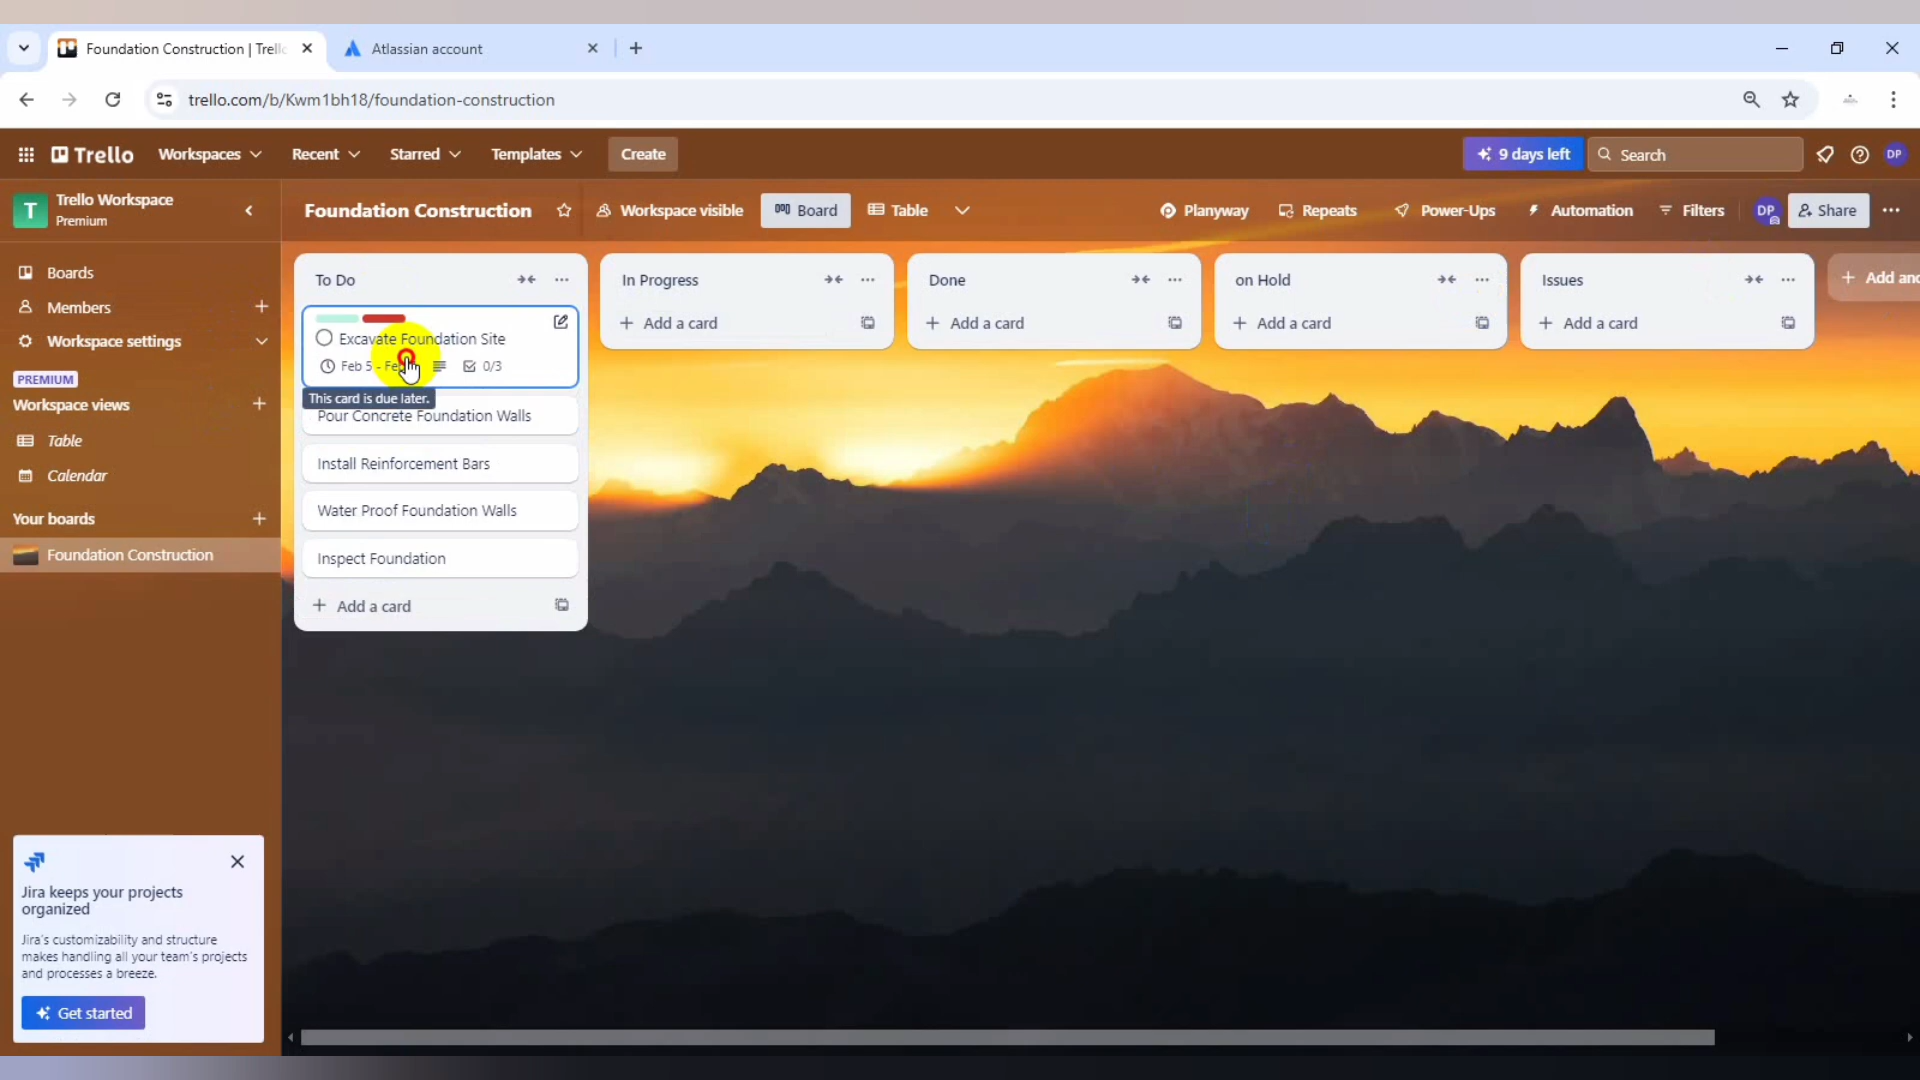 Foundation Construction | Trell
Atlassian account
trello.com/b/Kwm1bh18/foundation-construction
Trello
Workspaces
Recent
Starred
Templates
Create
9 days left
Search
DP
T
Trello Workspace
Premium
Foundation Construction
Workspace visible
Board
Table
Planyway
Repeats
Power-Ups
Automation
Filters
DP
Share
Boards
Members
Workspace settings
PREMIUM
Workspace views
Table
Calendar
Your boards
Foundation Construction
To Do
Excavate Foundation Site
Feb 5 - Fe
0/3
This card is due later.
Pour Concrete Foundation Walls
Install Reinforcement Bars
Water Proof Foundation Walls
Inspect Foundation
Add a card
In Progress
Add a card
Done
Add a card
on Hold
Add a card
Issues
Add a card
Add ano
Jira keeps your projects
organized
Jira's customizability and structure
makes handling all your team's projects
and processes a breeze.
Get started